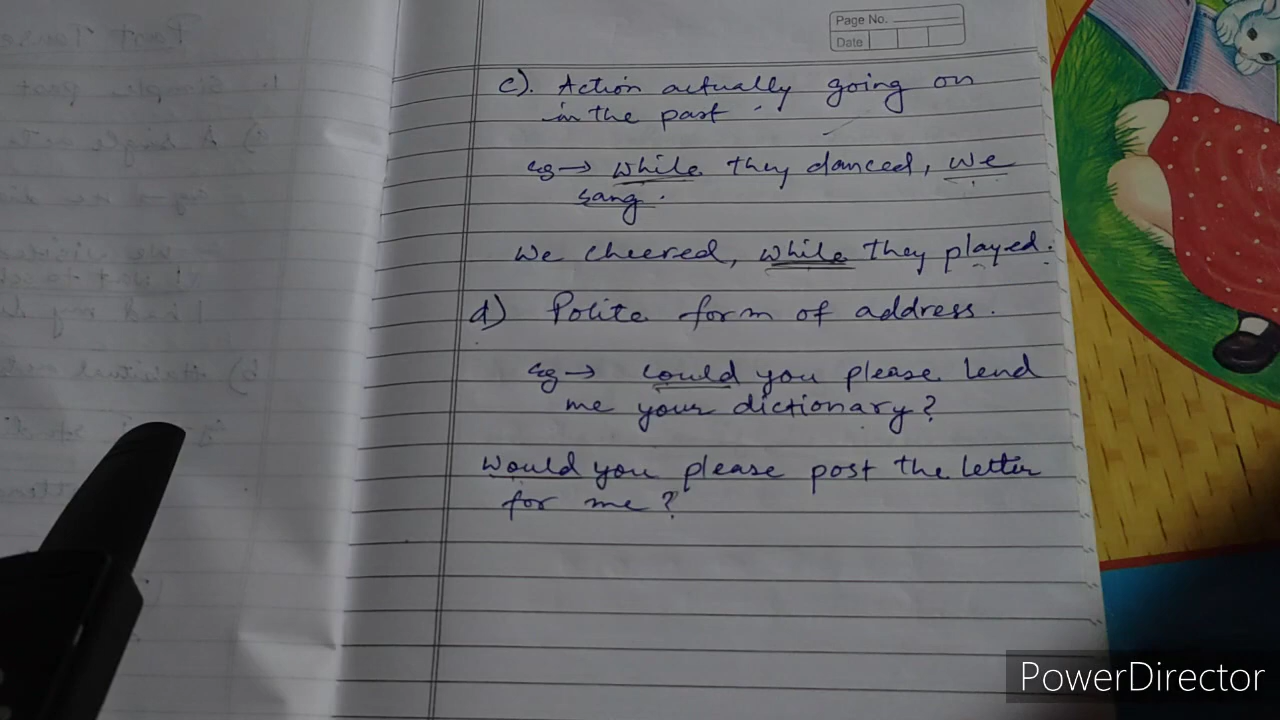 Page No.
Date
c). Action actually going on
in the past.
eg → while they danced, we
sang.
We cheered, while they played.
d) Polite form of address.
eg → could you please lend
me your dictionary?
Would you please post the letter
for me?
PowerDirector